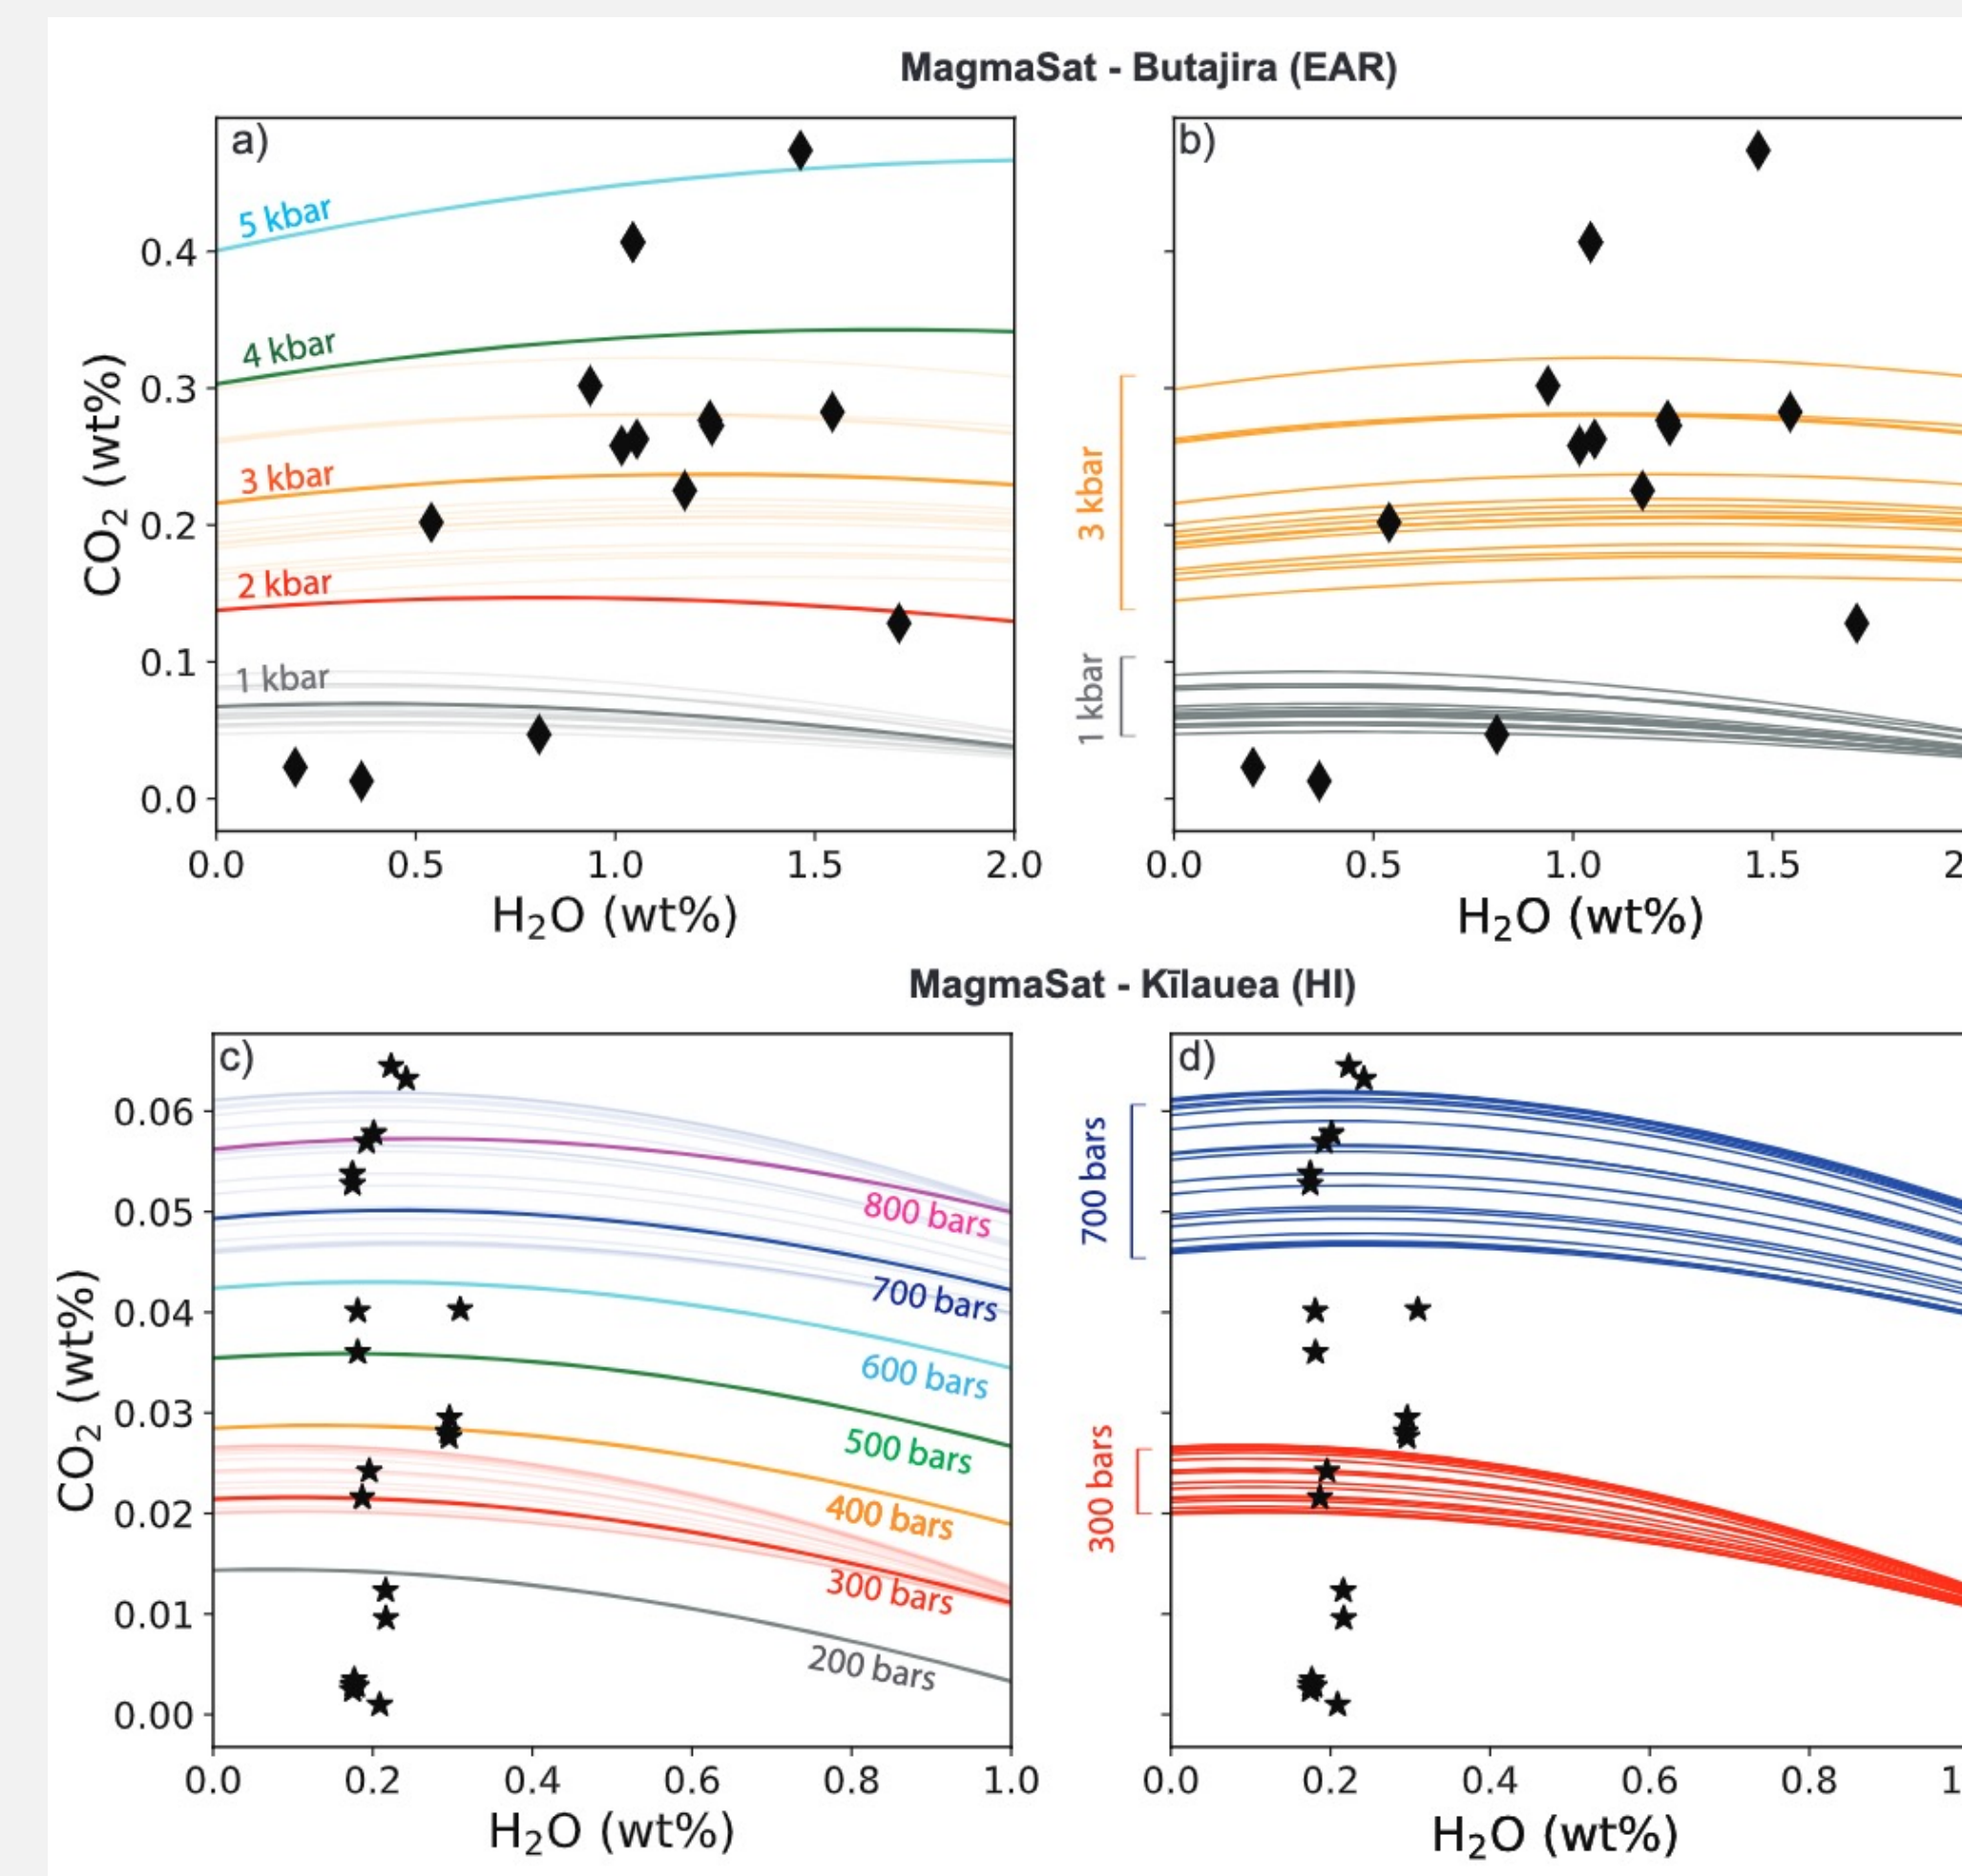 MagmaSat - Butajira (EAR)
a)
b)
5 kbar
4 kbar
3 kbar
2 kbar
1 kbar
CO₂ (wt%)
0.4
0.3
0.2
0.1
0.0
3 kbar
1 kbar
0.0 0.5 1.0 1.5 2.0
0.0 0.5 1.0 1.5 2
H₂O (wt%)
H₂O (wt%)
MagmaSat - Kīlauea (HI)
c)
d)
CO₂ (wt%)
0.06
0.05
0.04
0.03
0.02
0.01
0.00
800 bars
700 bars
600 bars
500 bars
400 bars
300 bars
200 bars
700 bars
300 bars
0.0 0.2 0.4 0.6 0.8 1.0
0.0 0.2 0.4 0.6 0.8 1
H₂O (wt%)
H₂O (wt%)